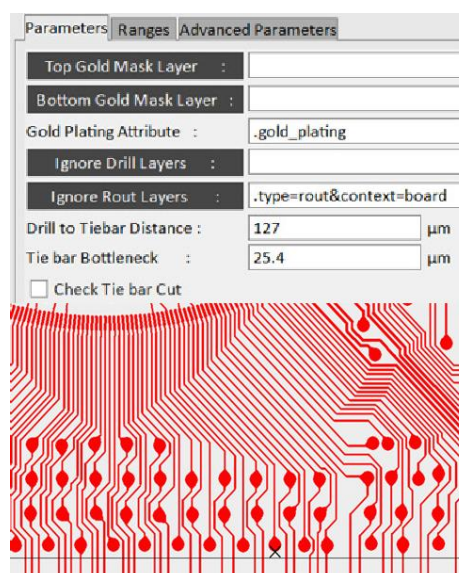 Parameters Ranges Advanced Parameters
Top Gold Mask Layer :
Bottom Gold Mask Layer :
Gold Plating Attribute : .gold_plating
Ignore Drill Layers :
Ignore Rout Layers : .type=rout&context=board
Drill to Tiebar Distance : 127 µm
Tie bar Bottleneck : 25.4 µm
Check Tie bar Cut